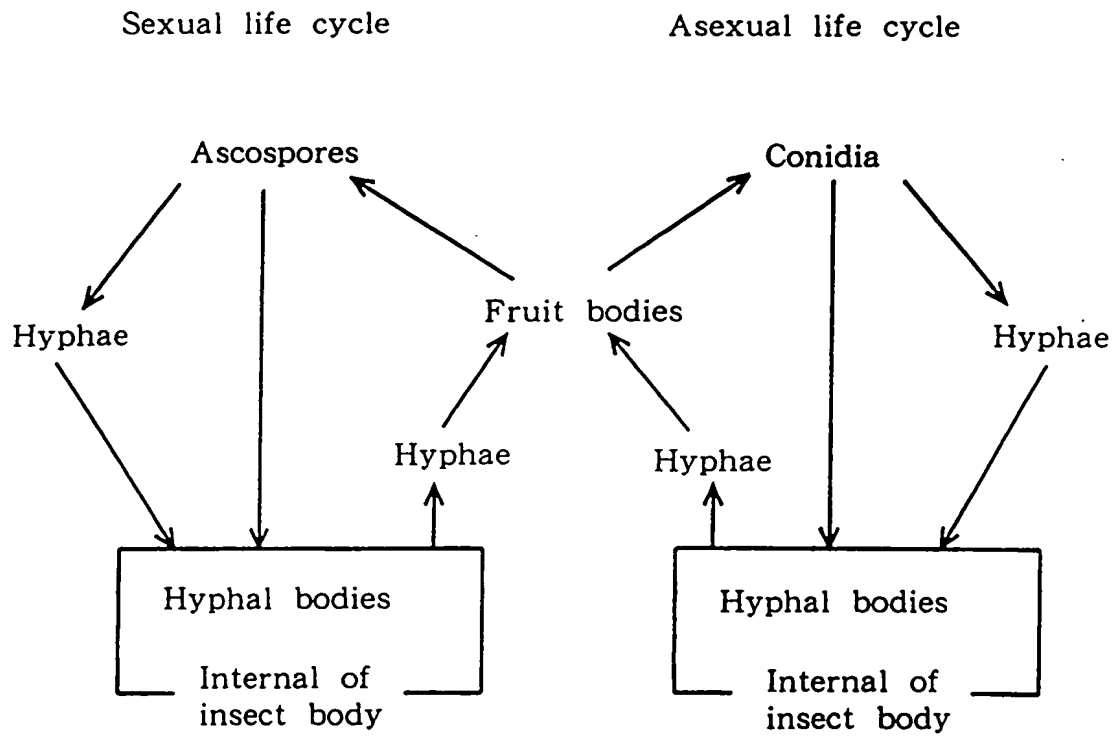 Sexual life cycle
Asexual life cycle
Ascospores
Conidia
Fruit bodies
Hyphae
Hyphae
Hyphae
Hyphae
Hyphal bodies
Hyphal bodies
Internal of
insect body
Internal of
insect body